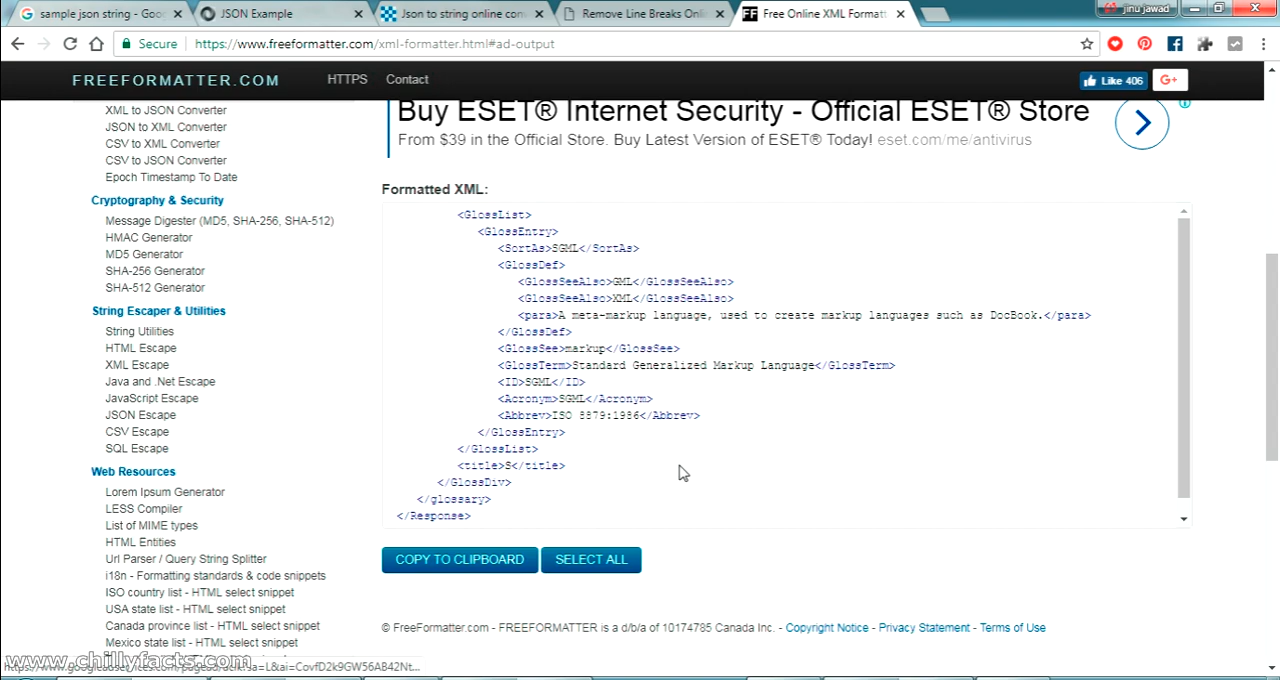 sample json string - Goo
JSON Example
Json to string online con
Remove Line Breaks Onli
FF Free Online XML Formatt
jinu jawad
Secure https://www.freeformatter.com/xml-formatter.html#ad-output
FREEFORMATTER.COM HTTPS Contact
Like 406 G+
XML to JSON Converter
JSON to XML Converter
CSV to XML Converter
CSV to JSON Converter
Epoch Timestamp To Date
Cryptography & Security
Message Digester (MD5, SHA-256, SHA-512)
HMAC Generator
MD5 Generator
SHA-256 Generator
SHA-512 Generator
String Escaper & Utilities
String Utilities
HTML Escape
XML Escape
Java and .Net Escape
JavaScript Escape
JSON Escape
CSV Escape
SQL Escape
Web Resources
Lorem Ipsum Generator
LESS Compiler
List of MIME types
HTML Entities
Url Parser / Query String Splitter
i18n - Formatting standards & code snippets
ISO country list - HTML select snippet
USA state list - HTML select snippet
Canada province list - HTML select snippet
Mexico state list - HTML select snippet
Buy ESET® Internet Security - Official ESET® Store
From $39 in the Official Store. Buy Latest Version of ESET® Today! eset.com/me/antivirus
Formatted XML:
<GlossList>
<GlossEntry>
<SortAs>SGML</SortAs>
<GlossDef>
<GlossSeeAlso>GML</GlossSeeAlso>
<GlossSeeAlso>XML</GlossSeeAlso>
<para>A meta-markup language, used to create markup languages such as DocBook.</para>
</GlossDef>
<GlossSee>markup</GlossSee>
<GlossTerm>Standard Generalized Markup Language</GlossTerm>
<ID>SGML</ID>
<Acronym>SGML</Acronym>
<Abbrev>ISO 8879:1986</Abbrev>
</GlossEntry>
</GlossList>
<title>S</title>
</GlossDiv>
</glossary>
</Response>
COPY TO CLIPBOARD SELECT ALL
© FreeFormatter.com - FREEFORMATTER is a d/b/a of 10174785 Canada Inc. - Copyright Notice - Privacy Statement - Terms of Use
www.chillyfacts.com